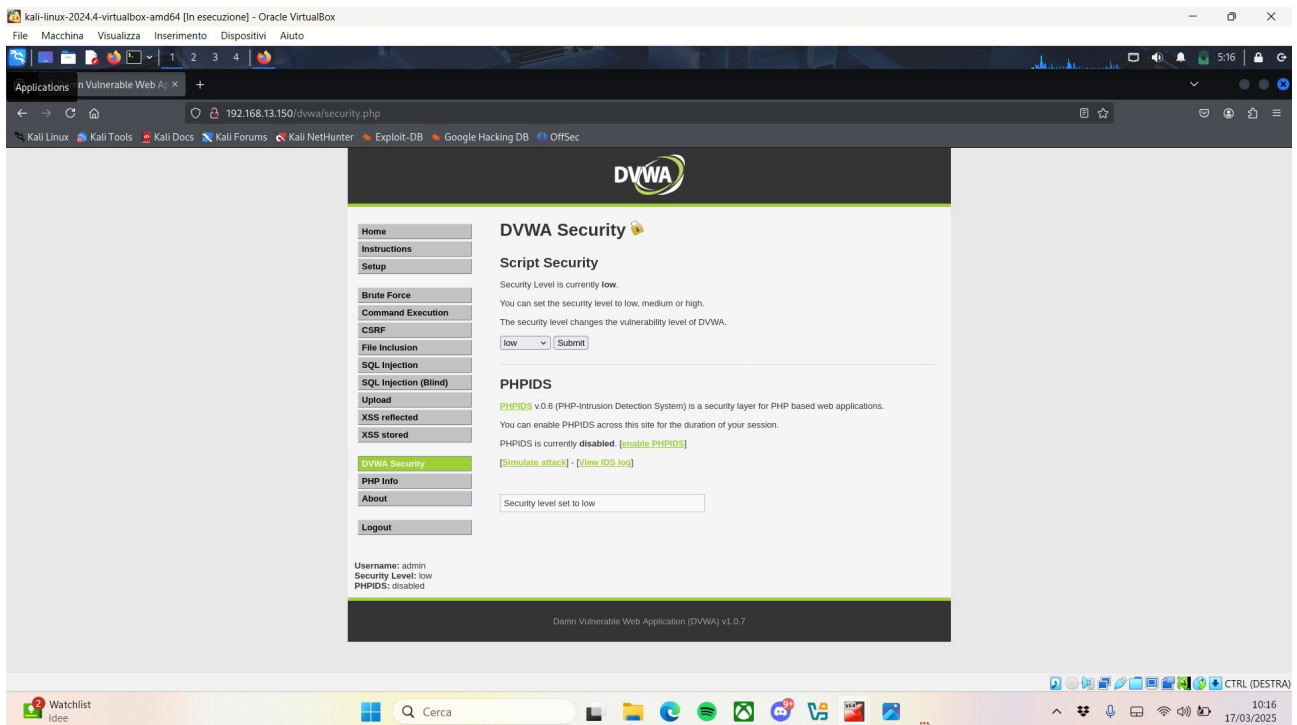 kali-linux-2024.4-virtualbox-amd64 [In esecuzione] - Oracle VirtualBox
File Macchina Visualizza Inserimento Dispositivi Aiuto
1 2 3 4
5:16
Applications
n Vulnerable Web Ap
192.168.13.150/dvwa/security.php
Kali Linux Kali Tools Kali Docs Kali Forums Kali NetHunter Exploit-DB Google Hacking DB OffSec
DVWA
Home
Instructions
Setup
Brute Force
Command Execution
CSRF
File Inclusion
SQL Injection
SQL Injection (Blind)
Upload
XSS reflected
XSS stored
DVWA Security
PHP Info
About
Logout
DVWA Security
Script Security
Security Level is currently low.
You can set the security level to low, medium or high.
The security level changes the vulnerability level of DVWA.
low Submit
PHPIDS
PHPIDS v.0.6 (PHP-Intrusion Detection System) is a security layer for PHP based web applications.
You can enable PHPIDS across this site for the duration of your session.
PHPIDS is currently disabled. [enable PHPIDS]
[Simulate attack] - [View IDS log]
Security level set to low
Username: admin
Security Level: low
PHPIDS: disabled
Damn Vulnerable Web Application (DVWA) v1.0.7
CTRL (DESTRA)
2
Watchlist
Idee
Cerca
10:16
17/03/2025